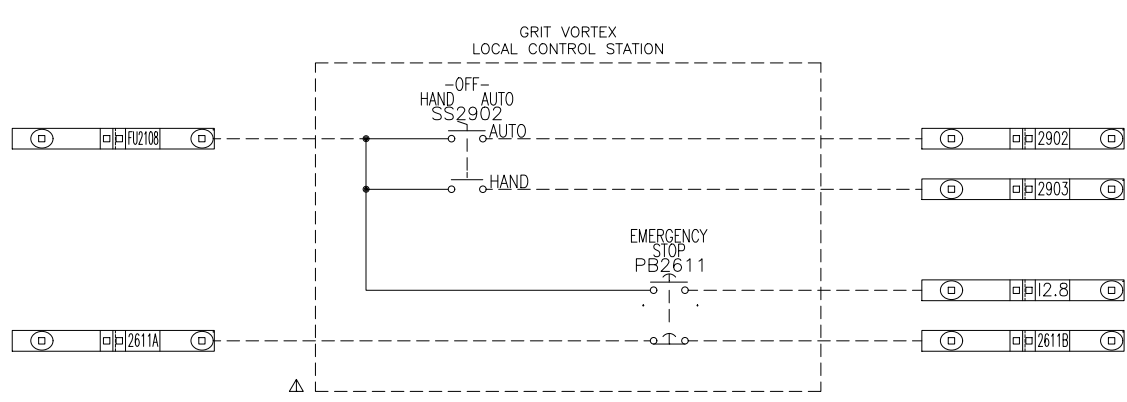 GRIT VORTEX
LOCAL CONTROL STATION
-OFF-
HAND AUTO
SS2902
AUTO
FU2108
2902
HAND
2903
EMERGENCY
STOP
PB2611
I2.8
2611A
2611B